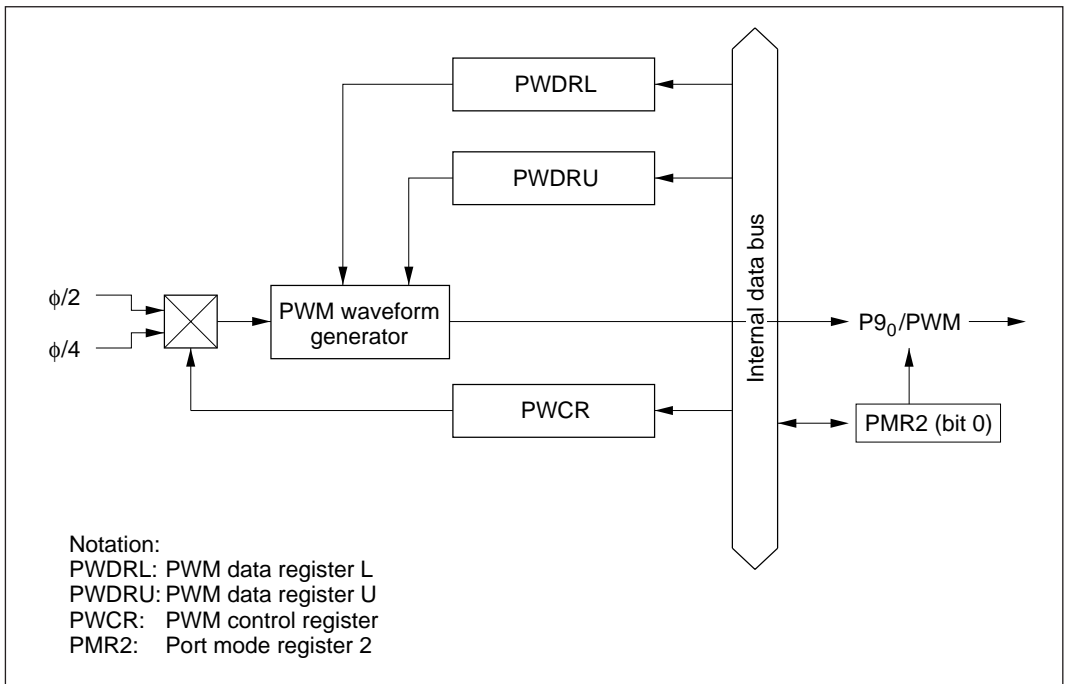 PWDRL
PWDRU
Internal data bus
ϕ/2
ϕ/4
PWM waveform
generator
P9₀/PWM
PWCR
PMR2 (bit 0)
Notation:
PWDRL: PWM data register L
PWDRU: PWM data register U
PWCR: PWM control register
PMR2: Port mode register 2